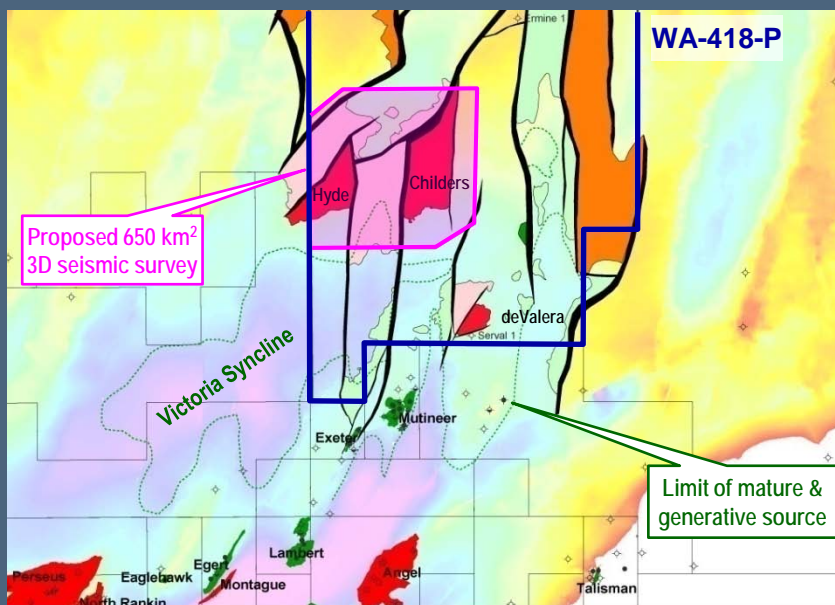 Ermine 1
WA-418-P
Hyde
Childers
Proposed 650 km²
3D seismic survey
deValera
Serval 1
Victoria Syncline
Mutineer
Exeter
Limit of mature &
generative source
Lambert
Egert
Eaglehawk
Montague
Angel
Perseus
Talisman
North Rankin